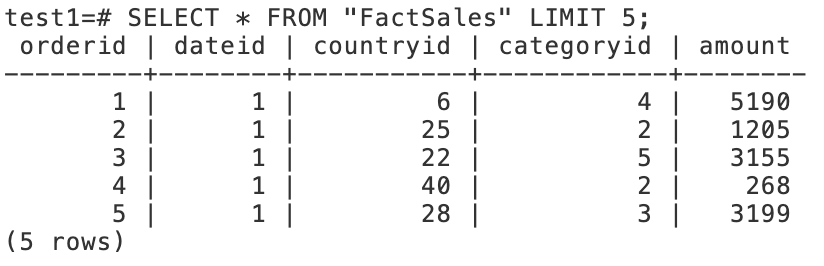 test1=# SELECT * FROM "FactSales" LIMIT 5;
 orderid | dateid | countryid | categoryid | amount
---------+--------+-----------+------------+--------
       1 |      1 |         6 |          4 |   5190
       2 |      1 |        25 |          2 |   1205
       3 |      1 |        22 |          5 |   3155
       4 |      1 |        40 |          2 |    268
       5 |      1 |        28 |          3 |   3199
(5 rows)